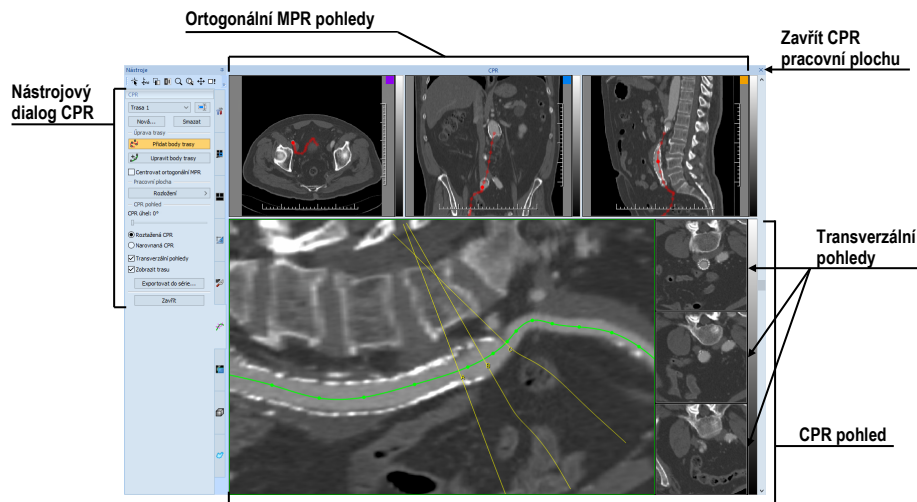 Ortogonální MPR pohledy
Zavřít CPR
pracovní plochu
Nástrojový
dialog CPR
Nástroje
CPR
CPR
Trasa 1
Nová...
Smazat
Úprava trasy
Přidat body trasy
Upravit body trasy
Centrovat ortogonální MPR
Pracovní plocha
Rozložení
CPR pohled
CPR úhel: 0°
Roztažená CPR
Narovnaná CPR
Transverzální pohledy
Zobrazit trasu
Exportovat do série...
Zavřít
Transverzální
pohledy
CPR pohled